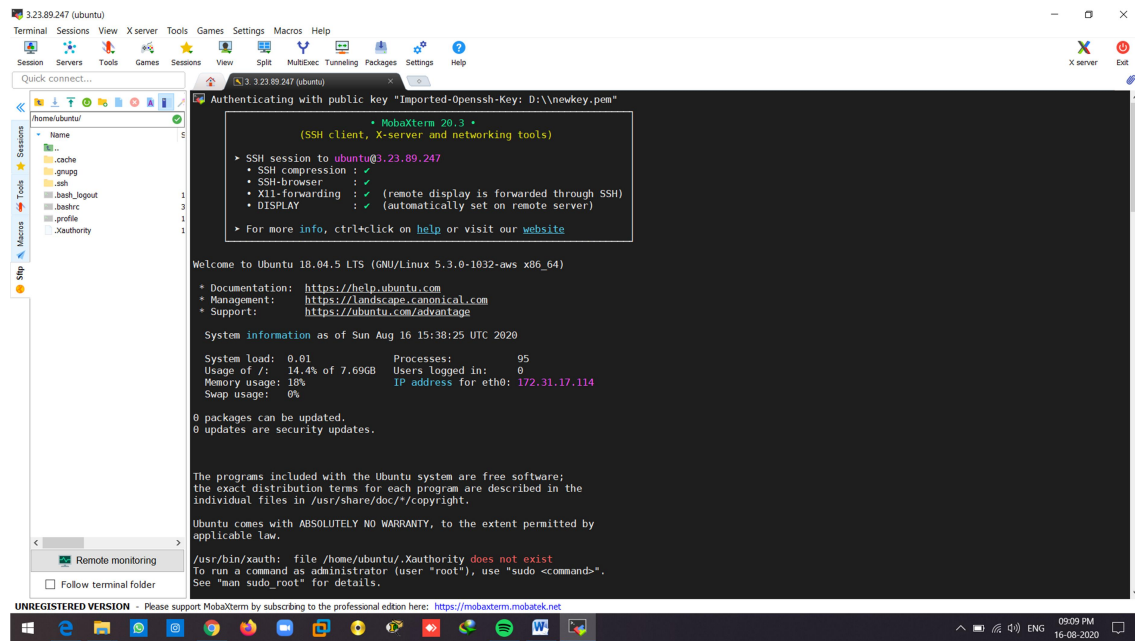 3.23.89.247 (ubuntu)
Terminal Sessions View X server Tools Games Settings Macros Help
Session Servers Tools Games Sessions View Split MultiExec Tunneling Packages Settings Help X server Exit
Quick connect...
3. 3.23.89.247 (ubuntu)
/home/ubuntu/
Name S
..
.cache
.gnupg
.ssh
.bash_logout 1
.bashrc 3
.profile 1
.Xauthority 1
Sessions
Tools
Macros
Sftp
Remote monitoring
Follow terminal folder
Authenticating with public key "Imported-Openssh-Key: D:\\newkey.pem"
• MobaXterm 20.3 •
(SSH client, X-server and networking tools)
➤ SSH session to ubuntu@3.23.89.247
• SSH compression : ✔
• SSH-browser : ✔
• X11-forwarding : ✔ (remote display is forwarded through SSH)
• DISPLAY : ✔ (automatically set on remote server)
➤ For more info, ctrl+click on help or visit our website
Welcome to Ubuntu 18.04.5 LTS (GNU/Linux 5.3.0-1032-aws x86_64)
* Documentation: https://help.ubuntu.com
* Management: https://landscape.canonical.com
* Support: https://ubuntu.com/advantage
System information as of Sun Aug 16 15:38:25 UTC 2020
System load: 0.01 Processes: 95
Usage of /: 14.4% of 7.69GB Users logged in: 0
Memory usage: 18% IP address for eth0: 172.31.17.114
Swap usage: 0%
0 packages can be updated.
0 updates are security updates.
The programs included with the Ubuntu system are free software;
the exact distribution terms for each program are described in the
individual files in /usr/share/doc/*/copyright.
Ubuntu comes with ABSOLUTELY NO WARRANTY, to the extent permitted by
applicable law.
/usr/bin/xauth: file /home/ubuntu/.Xauthority does not exist
To run a command as administrator (user "root"), use "sudo <command>".
See "man sudo_root" for details.
UNREGISTERED VERSION - Please support MobaXterm by subscribing to the professional edition here: https://mobaxterm.mobatek.net
ENG
09:09 PM
16-08-2020